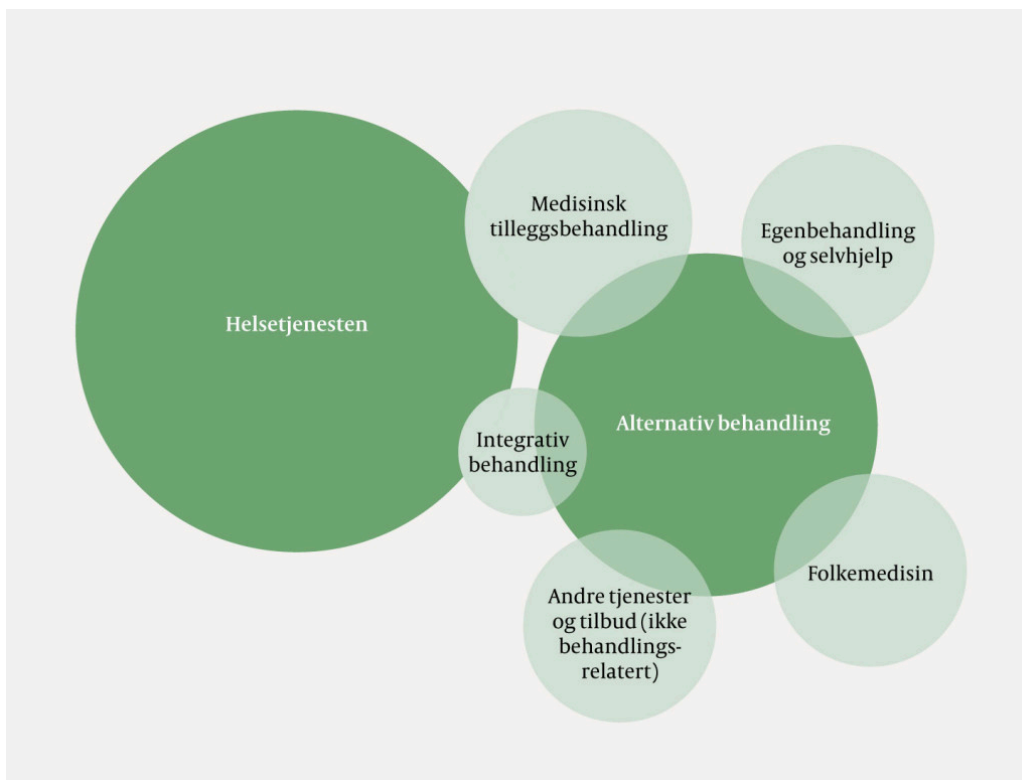 Medisinsk
tilleggsbehandling
Egenbehandling
og selvhjelp
Helsetjenesten
Alternativ behandling
Integrativ
behandling
Folkemedisin
Andre tjenester
og tilbud (ikke
behandlings-
relatert)